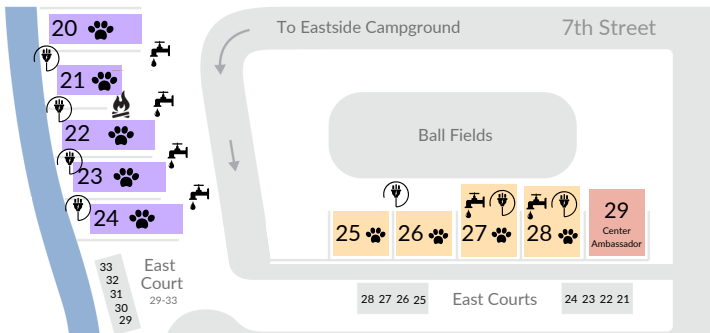 20
21
22
23
24
To Eastside Campground
7th Street
Ball Fields
25
26
27
28
29
Center
Ambassador
33
32
31
30
29
East
Court
29-33
28 27 26 25
East Courts
24 23 22 21